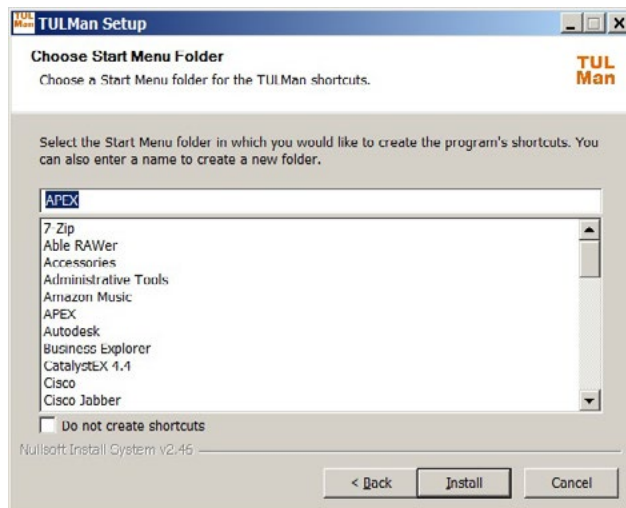 TUL
Man
TULMan Setup
Choose Start Menu Folder
Choose a Start Menu folder for the TULMan shortcuts.
TUL
Man
Select the Start Menu folder in which you would like to create the program's shortcuts. You
can also enter a name to create a new folder.
APEX
7-Zip
Able RAWer
Accessories
Administrative Tools
Amazon Music
APEX
Autodesk
Business Explorer
CatalystEX 4.4
Cisco
Cisco Jabber
Do not create shortcuts
Nullsoft Install System v2.46
< Back
Install
Cancel